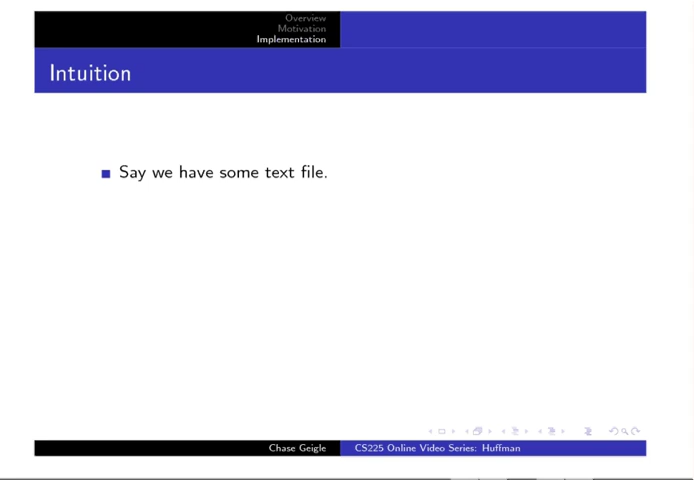 Overview
Motivation
Implementation
Intuition
Say we have some text file.
Chase Geigle CS225 Online Video Series: Huffman